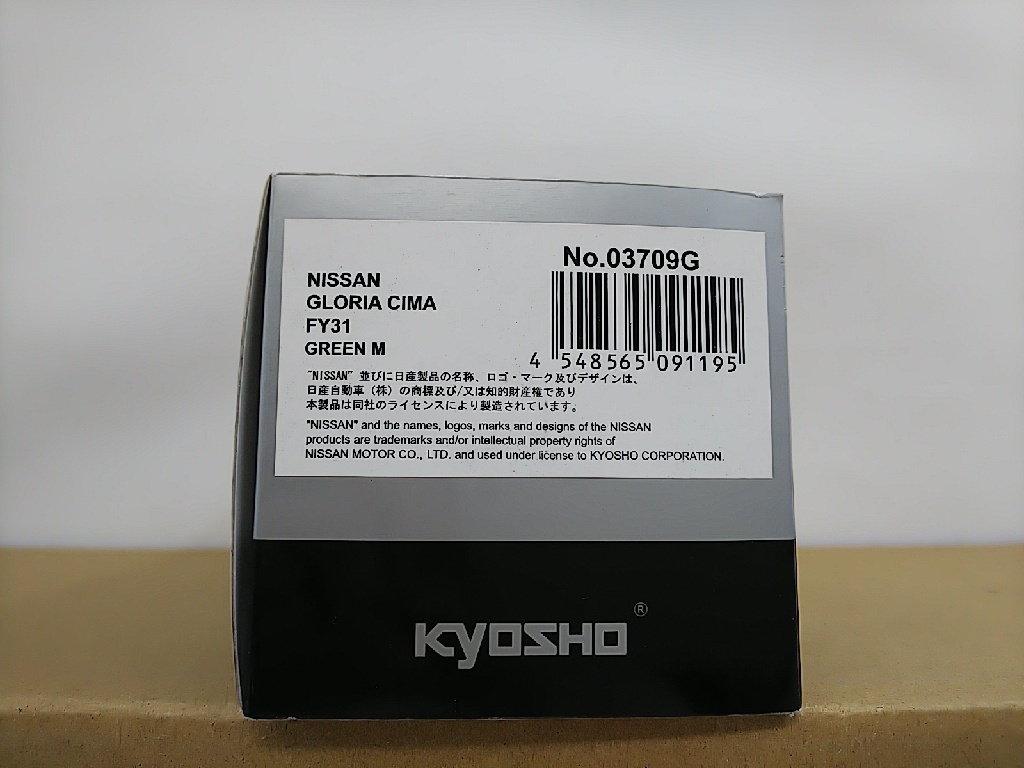 No.03709G
NISSAN
GLORIA CIMA
FY31
GREEN M
4 548565 091195
"NISSAN" 並びに日産製品の名称、ロゴ・マーク及びデザインは、
日産自動車（株）の商標及び/又は知的財産権であり
本製品は同社のライセンスにより製造されています。
"NISSAN" and the names, logos, marks and designs of the NISSAN
products are trademarks and/or intellectual property rights of
NISSAN MOTOR CO., LTD. and used under license to KYOSHO CORPORATION.
KYOSHO ®